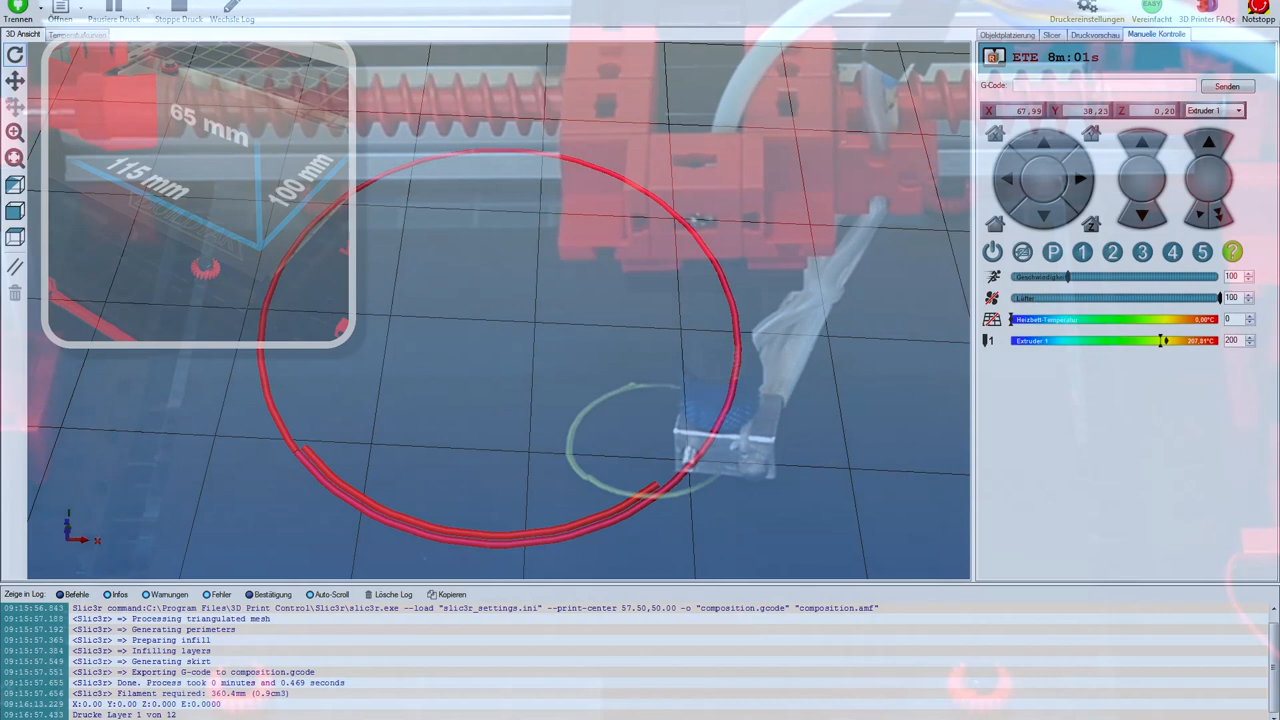 Trennen Öffnen Pausiere Druck Stoppe Druck Wechsle Log Druckereinstellungen EASY Vereinfacht 3D Printer FAQs Notstopp
3D Ansicht Temperaturkurven Objektplatzierung Slicer Druckvorschau Manuelle Kontrolle
ETE 8m:01s
G-Code: Senden
X 67,99 Y 38,23 Z 0,20 Extruder 1
65 mm
115 mm
100 mm
Z
P 1 2 3 4 5 ?
Geschwindigkeit 100
Lüfter 100
Heizbett-Temperatur 0,00°C 0
1 Extruder 1 207,01°C 200
x
Zeige in Log: Befehle Infos Warnungen Fehler Bestätigung Auto-Scroll Lösche Log Kopieren
09:15:56.843 Slic3r command:C:\Program Files\3D Print Control\Slic3r\slic3r.exe --load "slic3r_settings.ini" --print-center 57.50,50.00 -o "composition.gcode" "composition.amf"
09:15:57.188 <Slic3r> => Processing triangulated mesh
09:15:57.192 <Slic3r> => Generating perimeters
09:15:57.365 <Slic3r> => Preparing infill
09:15:57.384 <Slic3r> => Infilling layers
09:15:57.549 <Slic3r> => Generating skirt
09:15:57.551 <Slic3r> => Exporting G-code to composition.gcode
09:15:57.655 <Slic3r> Done. Process took 0 minutes and 0.469 seconds
09:15:57.656 <Slic3r> Filament required: 360.4mm (0.9cm3)
09:16:13.229 X:0.00 Y:0.00 Z:0.000 E:0.0000
09:16:57.433 Drucke Layer 1 von 12